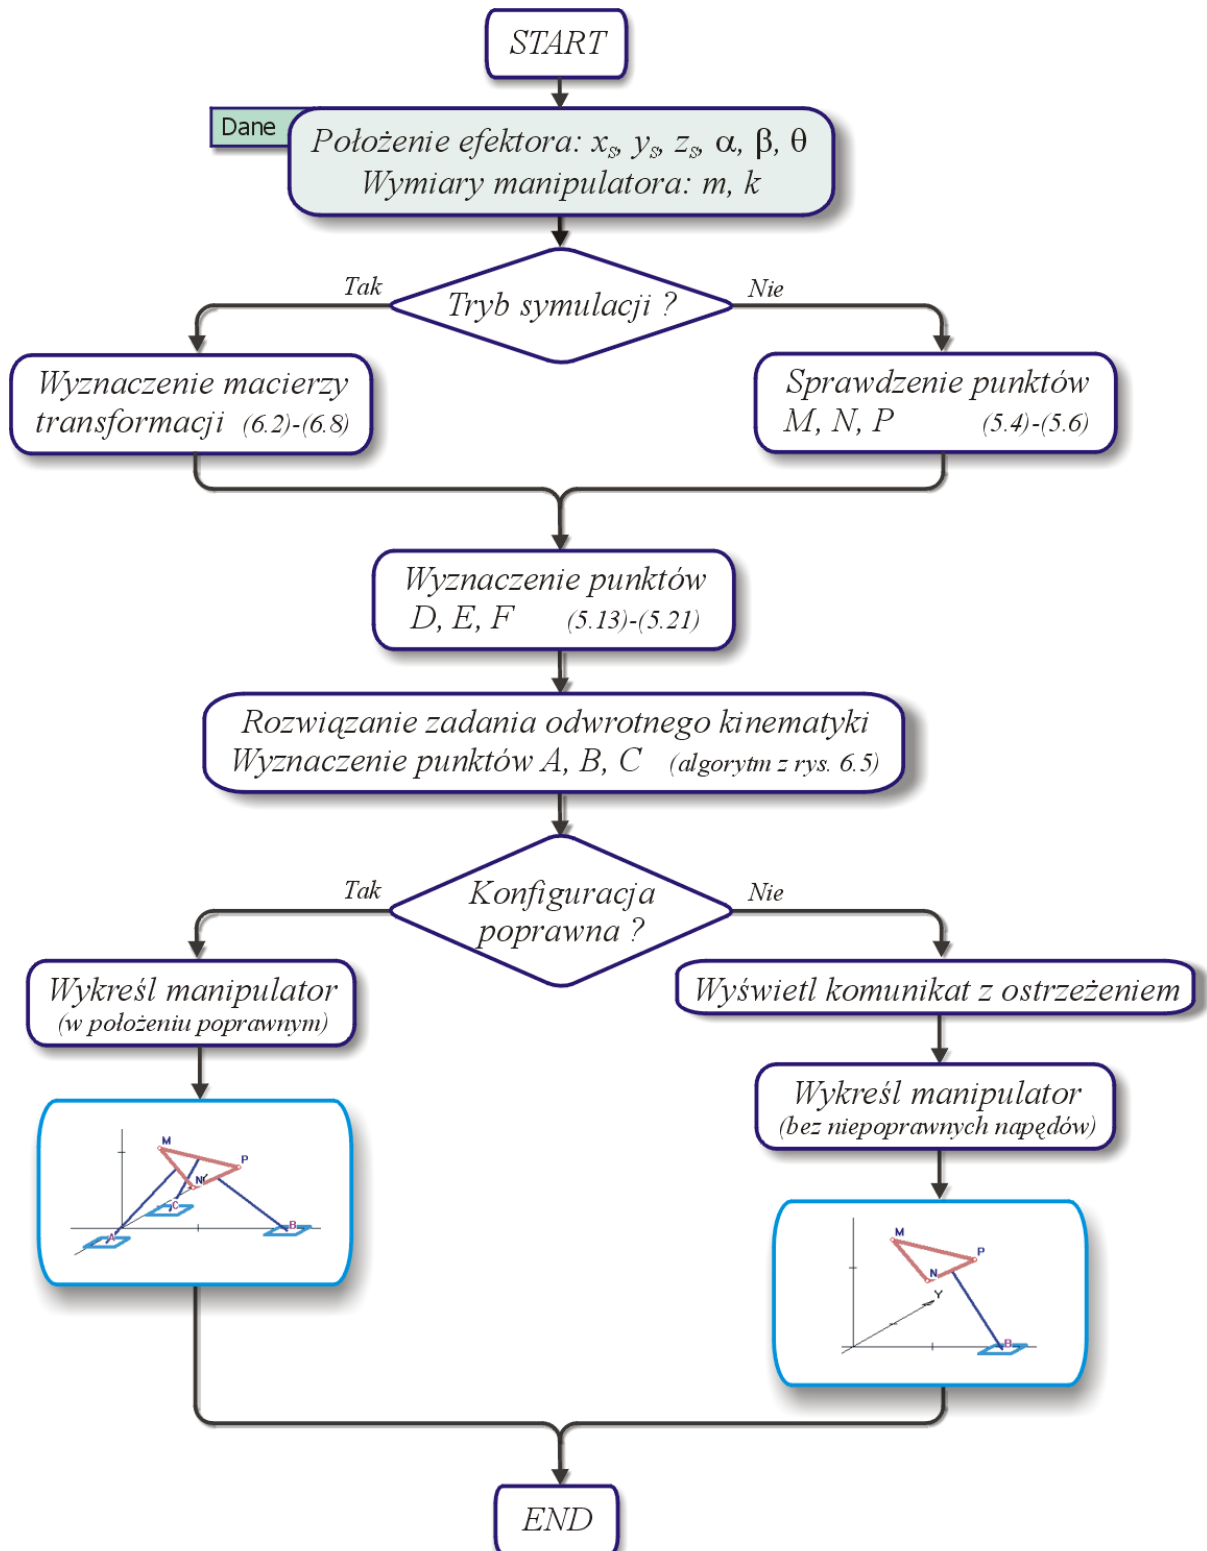 START
Dane
Położenie efektora: xₛ, yₛ, zₛ, α, β, θ
Wymiary manipulatora: m, k
Tryb symulacji ?
Tak
Nie
Wyznaczenie macierzy
transformacji (6.2)-(6.8)
Sprawdzenie punktów
M, N, P (5.4)-(5.6)
Wyznaczenie punktów
D, E, F (5.13)-(5.21)
Rozwiązanie zadania odwrotnego kinematyki
Wyznaczenie punktów A, B, C (algorytm z rys. 6.5)
Konfiguracja
poprawna ?
Tak
Nie
Wykreśl manipulator
(w położeniu poprawnym)
Wyświetl komunikat z ostrzeżeniem
Wykreśl manipulator
(bez niepoprawnych napędów)
M
P
N
C
A
B
M
P
N
Y
B
END